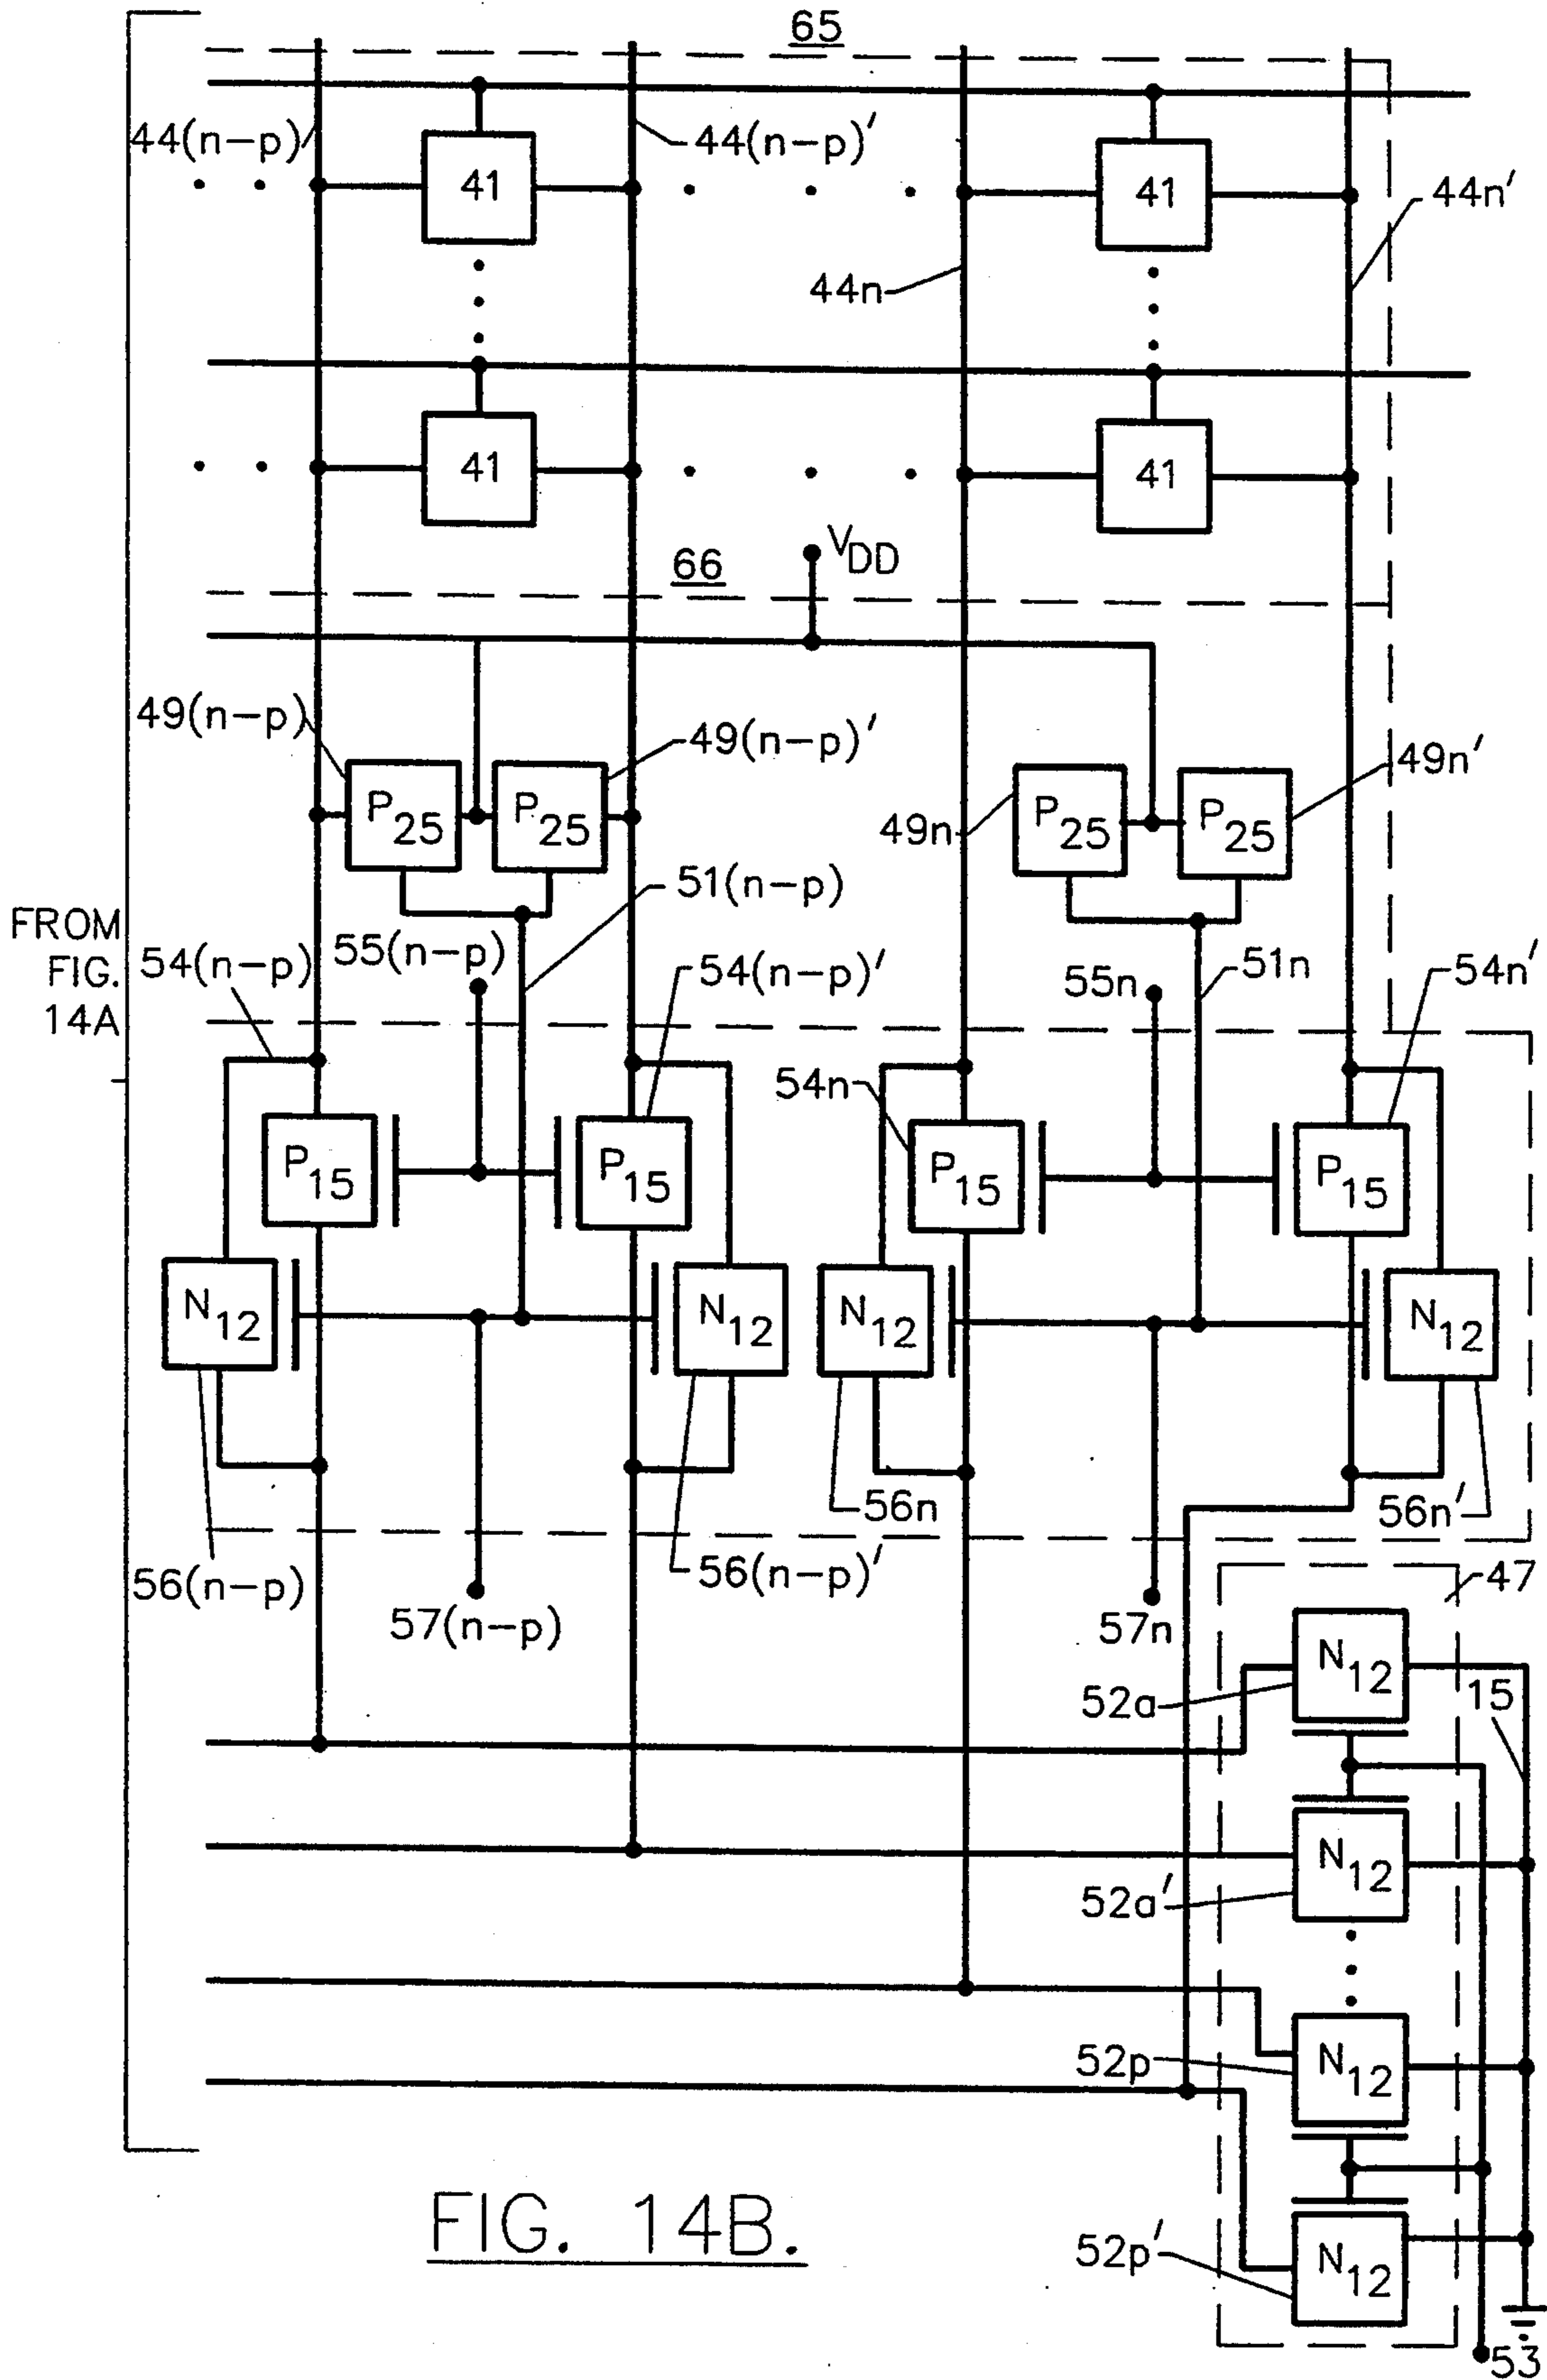 65
44(n-p)
44(n-p)'
41
41
44n'
44n
41
41
VDD
66
49(n-p)
49(n-p)'
49n'
P25
P25
49n
P25
P25
51(n-p)
FROM
FIG.
14A
54(n-p)
55(n-p)
54(n-p)'
55n
51n
54n'
54n
P15
P15
P15
P15
N12
N12
N12
N12
56n
56n'
56(n-p)
56(n-p)'
57(n-p)
57n
47
N12
52a
15
N12
52a'
52p
N12
FIG. 14B.
52p'
N12
53